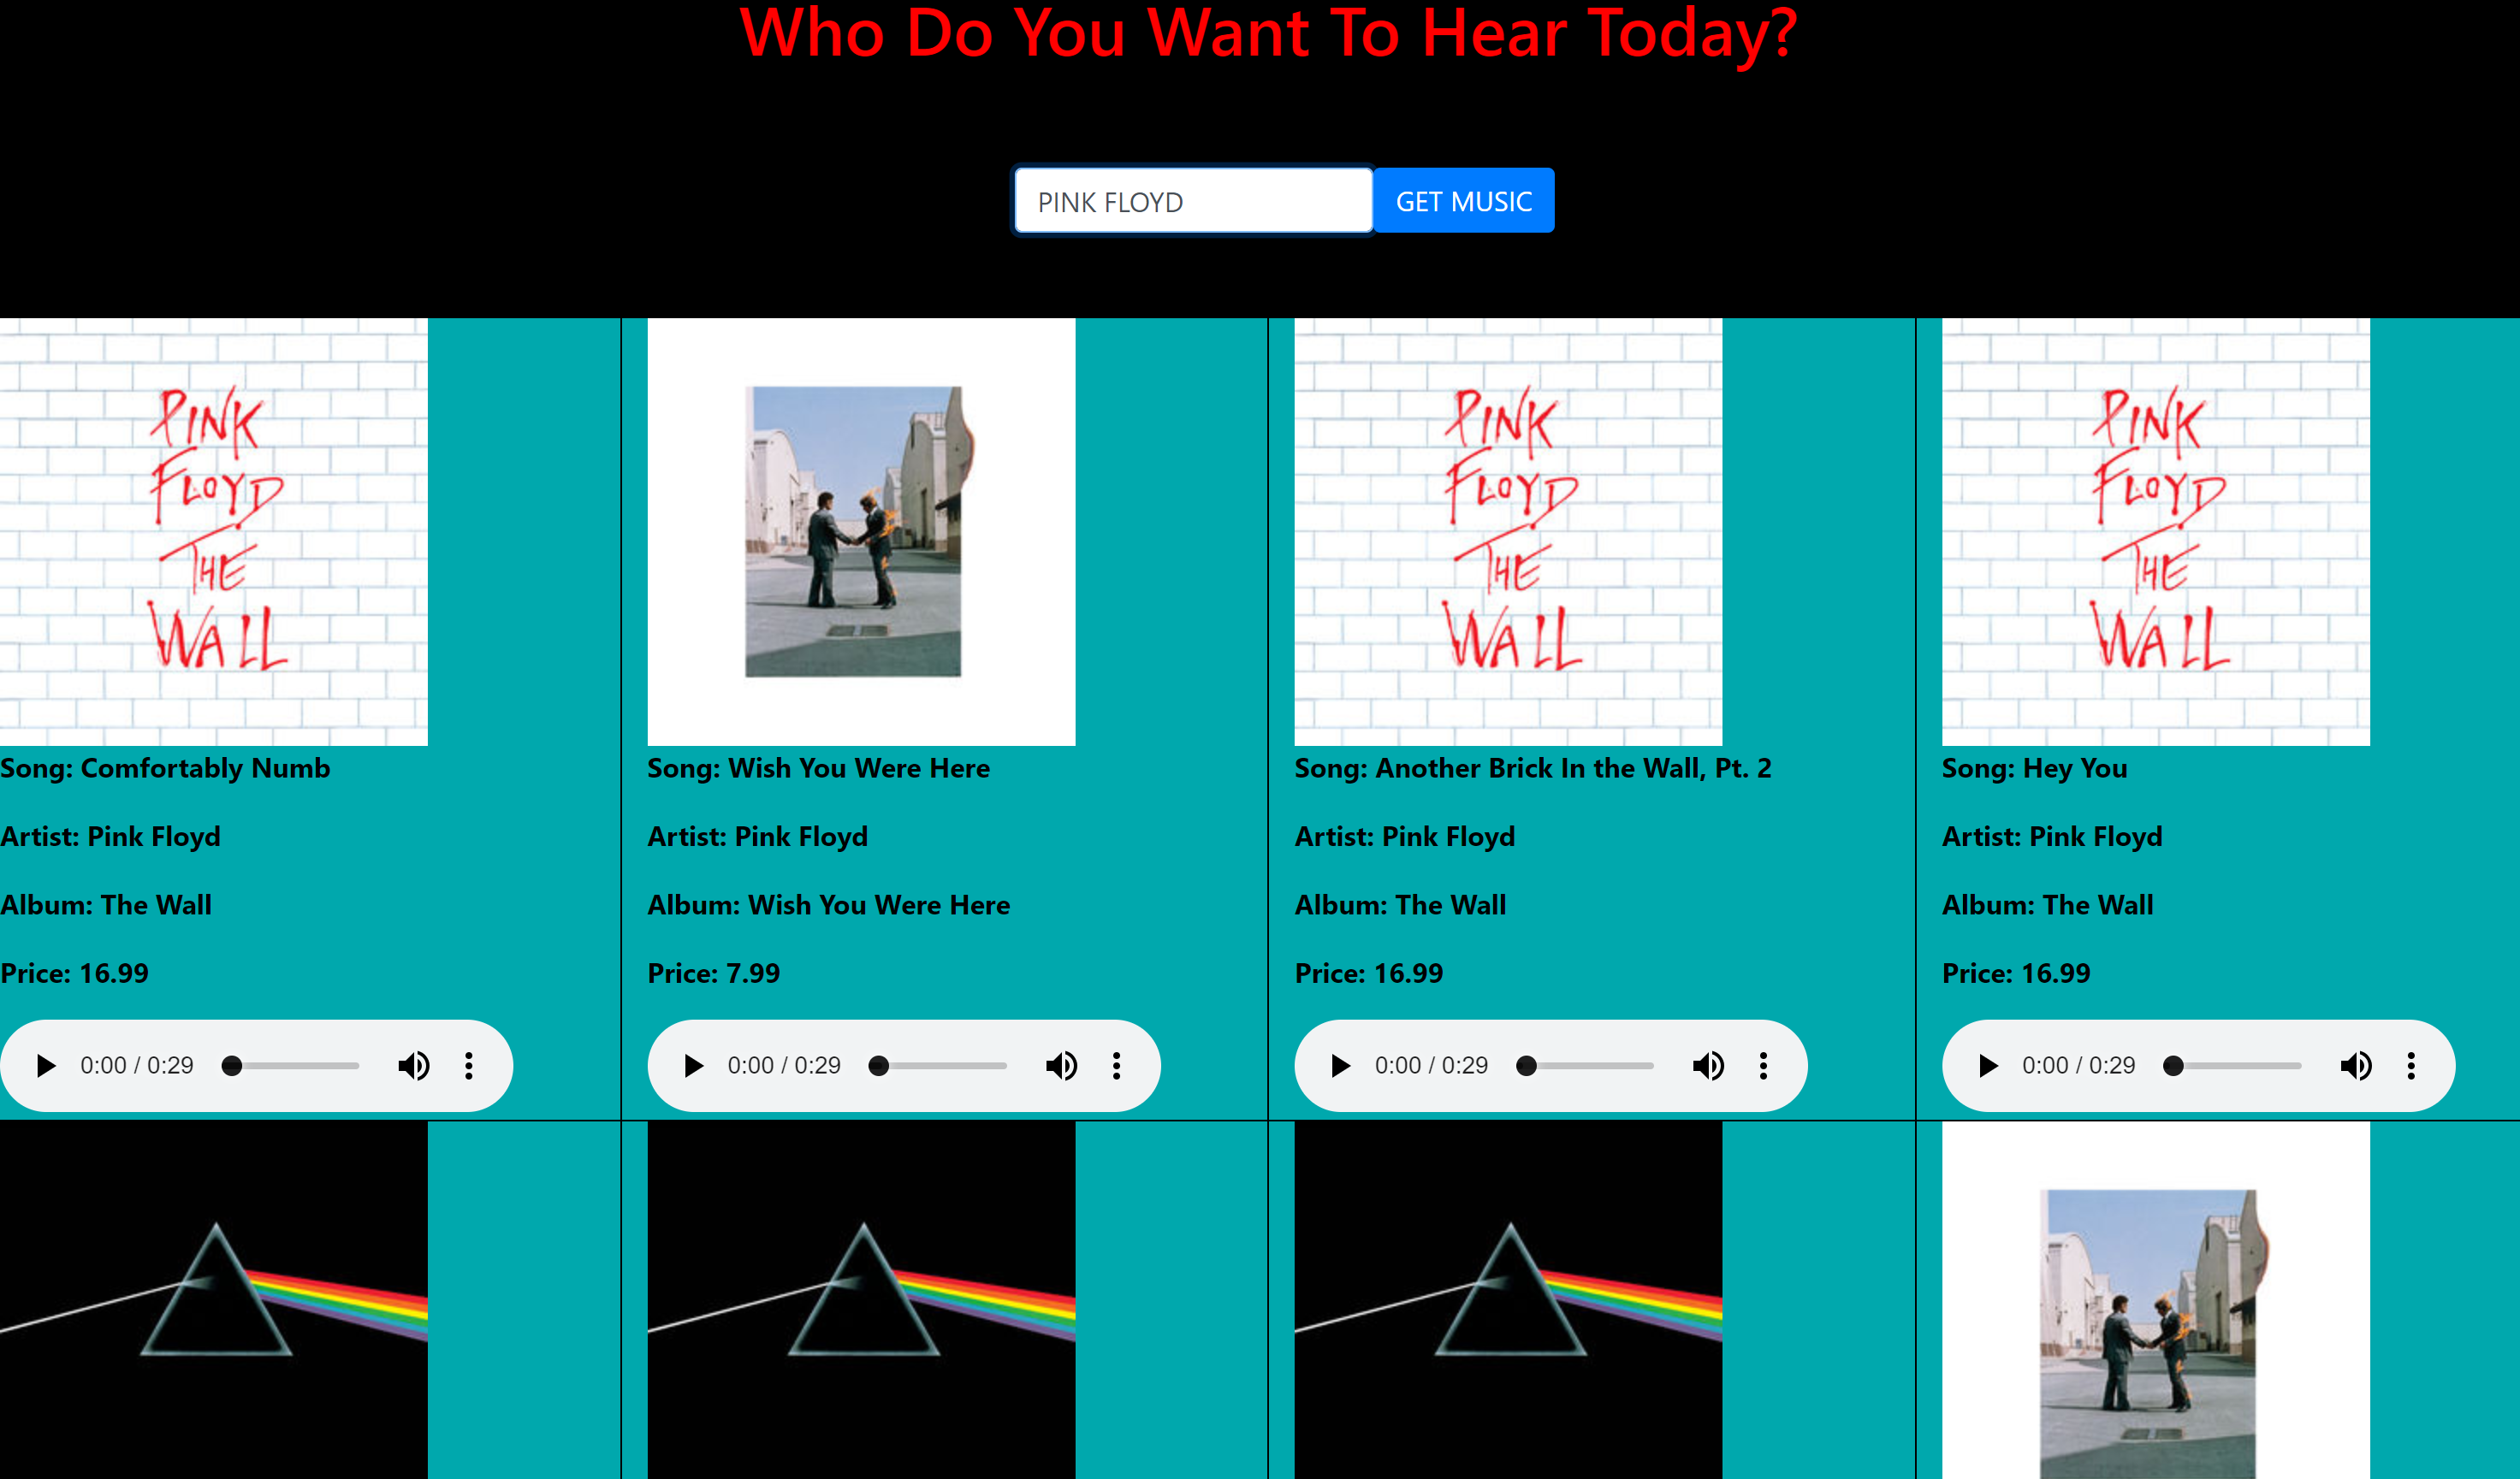 Who Do You Want To Hear Today?
PINK FLOYD
GET MUSIC
PINK
FLOYD
THE
WALL
Song: Comfortably Numb
Artist: Pink Floyd
Album: The Wall
Price: 16.99
0:00 / 0:29
Song: Wish You Were Here
Artist: Pink Floyd
Album: Wish You Were Here
Price: 7.99
0:00 / 0:29
PINK
FLOYD
THE
WALL
Song: Another Brick In the Wall, Pt. 2
Artist: Pink Floyd
Album: The Wall
Price: 16.99
0:00 / 0:29
PINK
FLOYD
THE
WALL
Song: Hey You
Artist: Pink Floyd
Album: The Wall
Price: 16.99
0:00 / 0:29